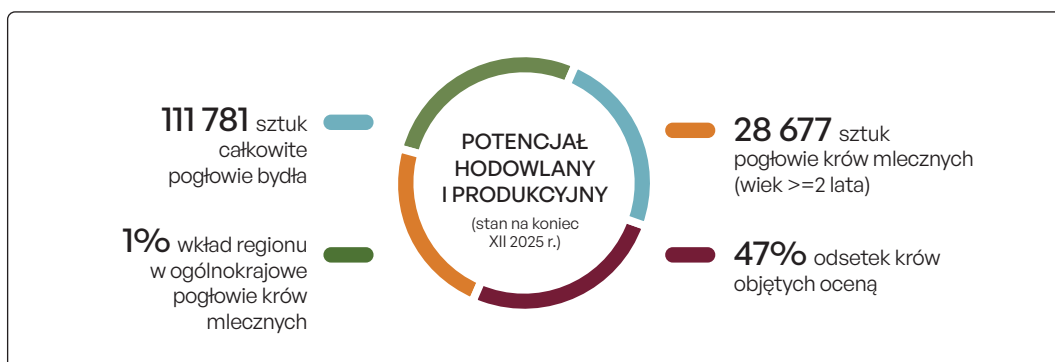 111 781 sztuk
całkowite
pogłowie bydła
1% wkład regionu
w ogólnokrajowe
pogłowie krów
mlecznych
POTENCJAŁ
HODOWLANY
I PRODUKCYJNY
(stan na koniec
XII 2025 r.)
28 677 sztuk
pogłowie krów mlecznych
(wiek >=2 lata)
47% odsetek krów
objętych oceną